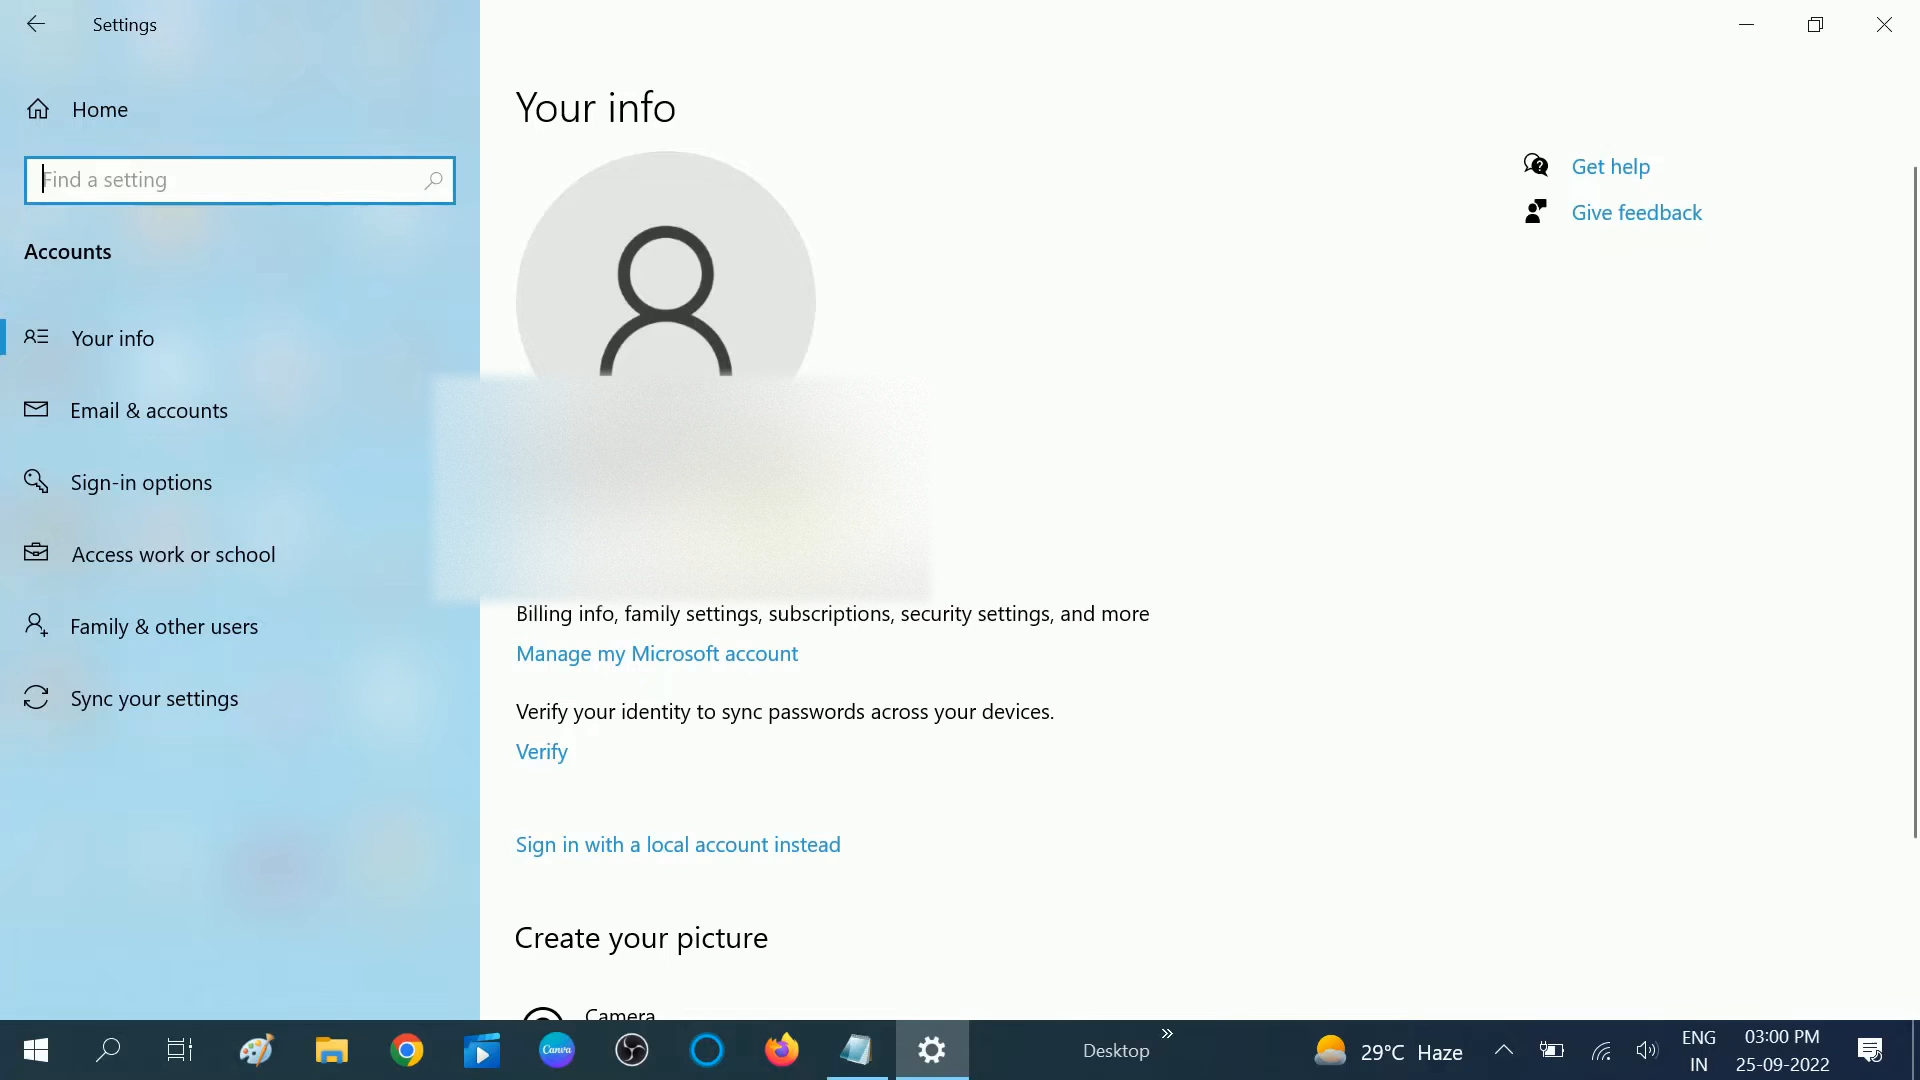 Settings
Home
Find a setting
Accounts
Your info
Email & accounts
Sign-in options
Access work or school
Family & other users
Sync your settings
Your info
Get help
Give feedback
Billing info, family settings, subscriptions, security settings, and more
Manage my Microsoft account
Verify your identity to sync passwords across your devices.
Verify
Sign in with a local account instead
Create your picture
Camera
Canva
Desktop
29°C Haze
ENG
IN
03:00 PM
25-09-2022